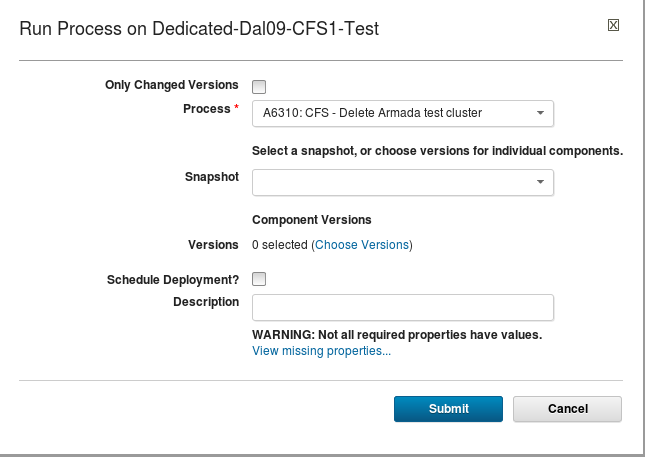 Run Process on Dedicated-Dal09-CFS1-Test
Only Changed Versions
Process *
A6310: CFS - Delete Armada test cluster
Select a snapshot, or choose versions for individual components.
Snapshot
Component Versions
Versions 0 selected (Choose Versions)
Schedule Deployment?
Description
WARNING: Not all required properties have values.
View missing properties...
Submit Cancel